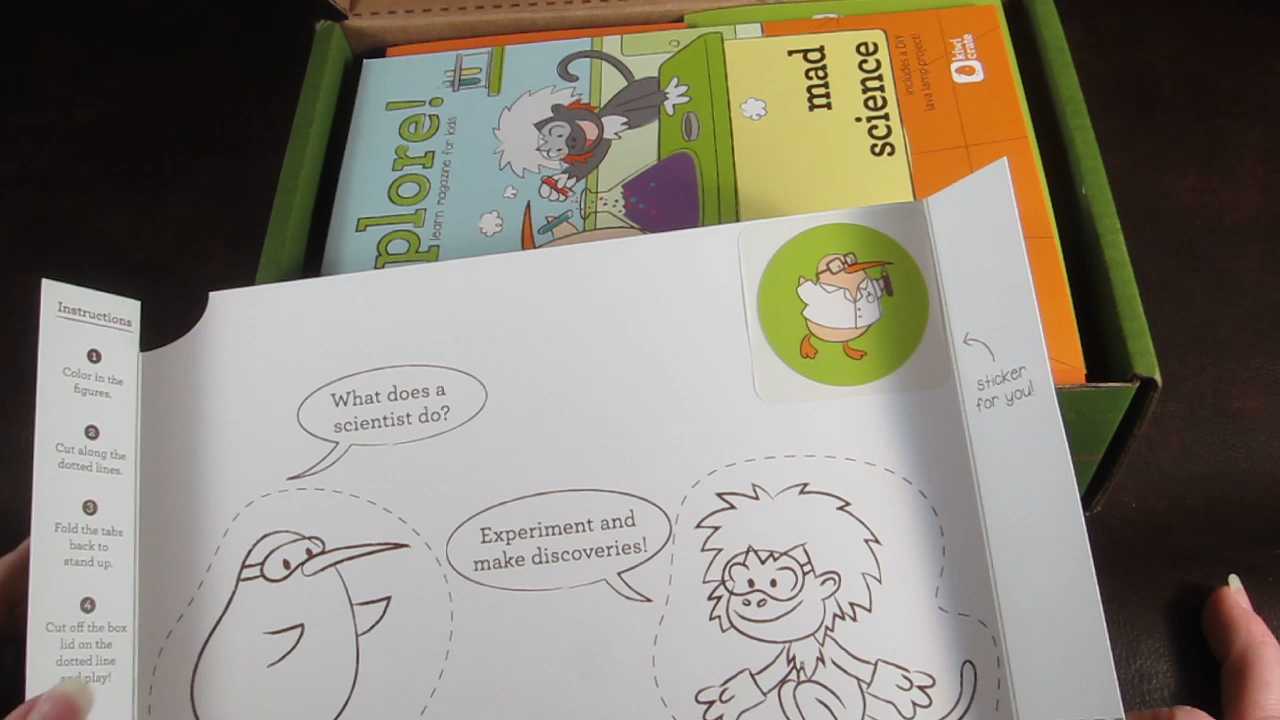 plore!
learn magazine for kids
mad
science
includes a DIY
lava lamp project!
kiwi
crate
Instructions
1
Color in the
figures.
2
Cut along the
dotted lines.
3
Fold the tabs
back to
stand up.
4
Cut off the box
lid on the
dotted line
and play!
What does a
scientist do?
Experiment and
make discoveries!
sticker
for you!